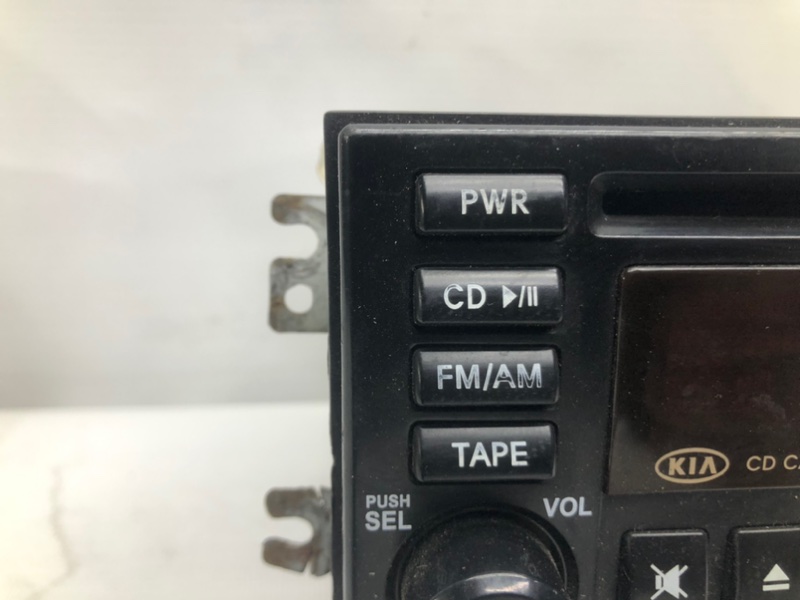 PWR
CD ▶/II
FM/AM
TAPE
KIA CD
PUSH
SEL
VOL